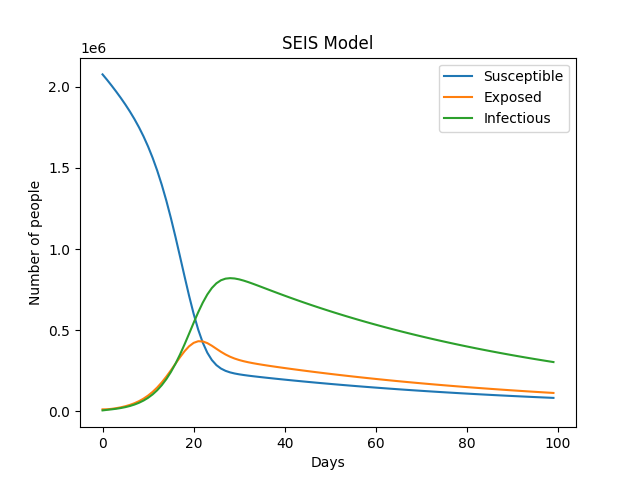 SEIS Model
1e6
Susceptible
Exposed
Infectious
2.0
1.5
1.0
0.5
0.0
Number of people
0 20 40 60 80 100
Days